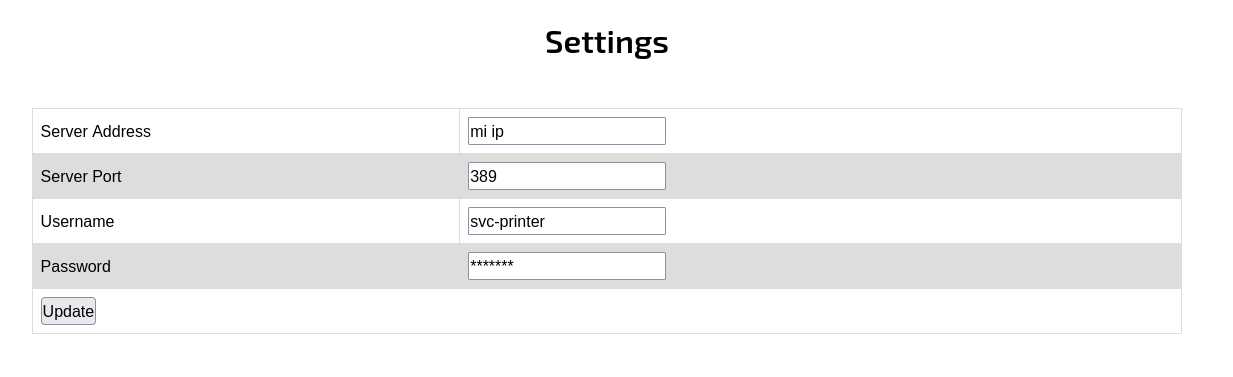 Settings
Server Address mi ip
Server Port 389
Username svc-printer
Password *******
Update